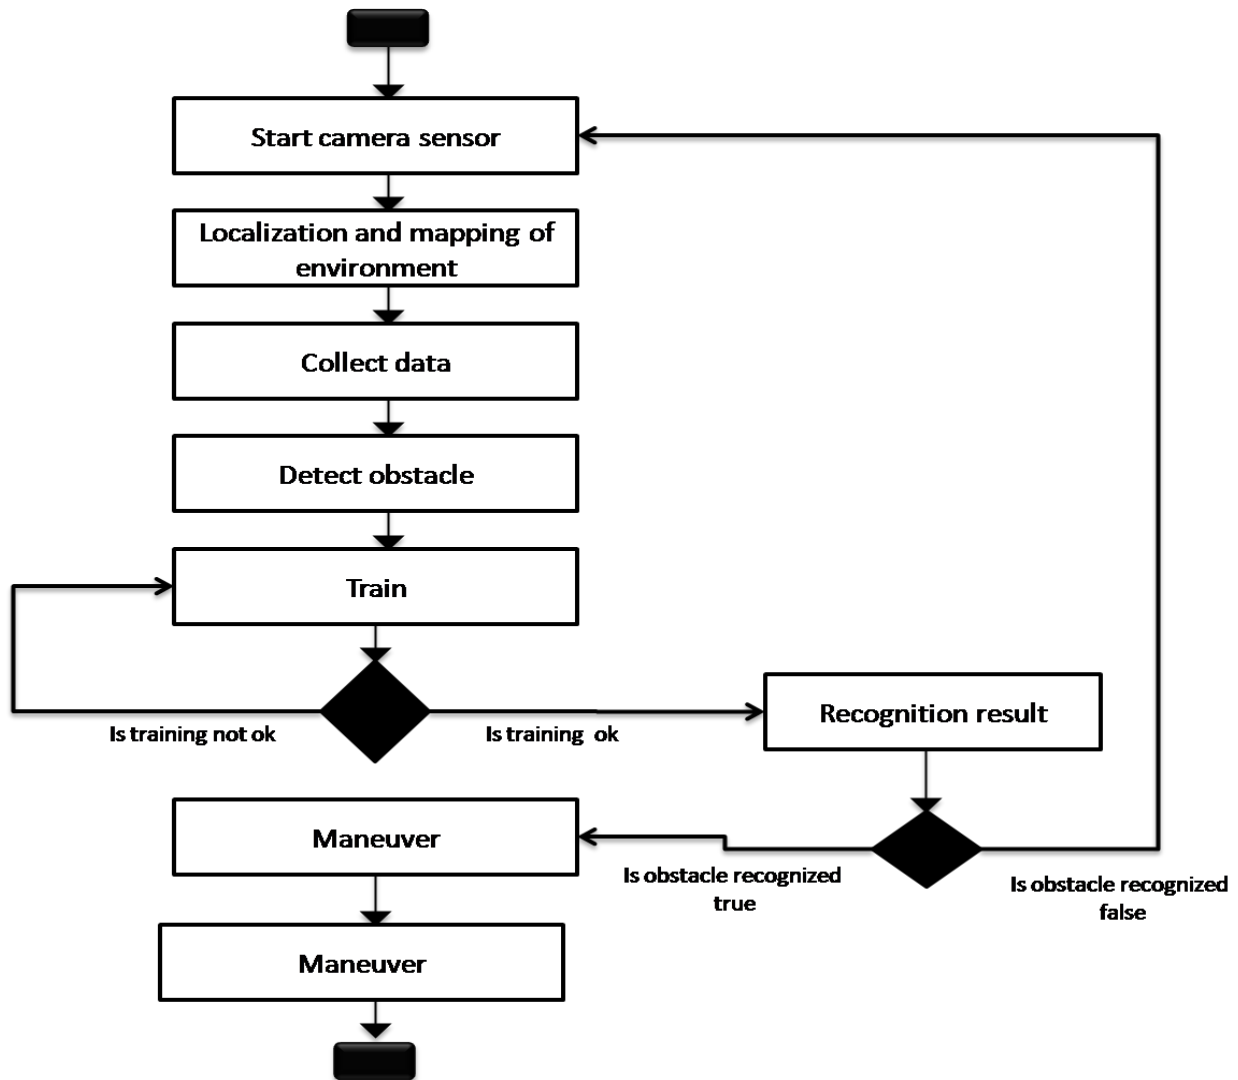 Start camera sensor
Localization and mapping of
environment
Collect data
Detect obstacle
Train
Is training not ok
Is training ok
Recognition result
Maneuver
Is obstacle recognized
true
Is obstacle recognized
false
Maneuver